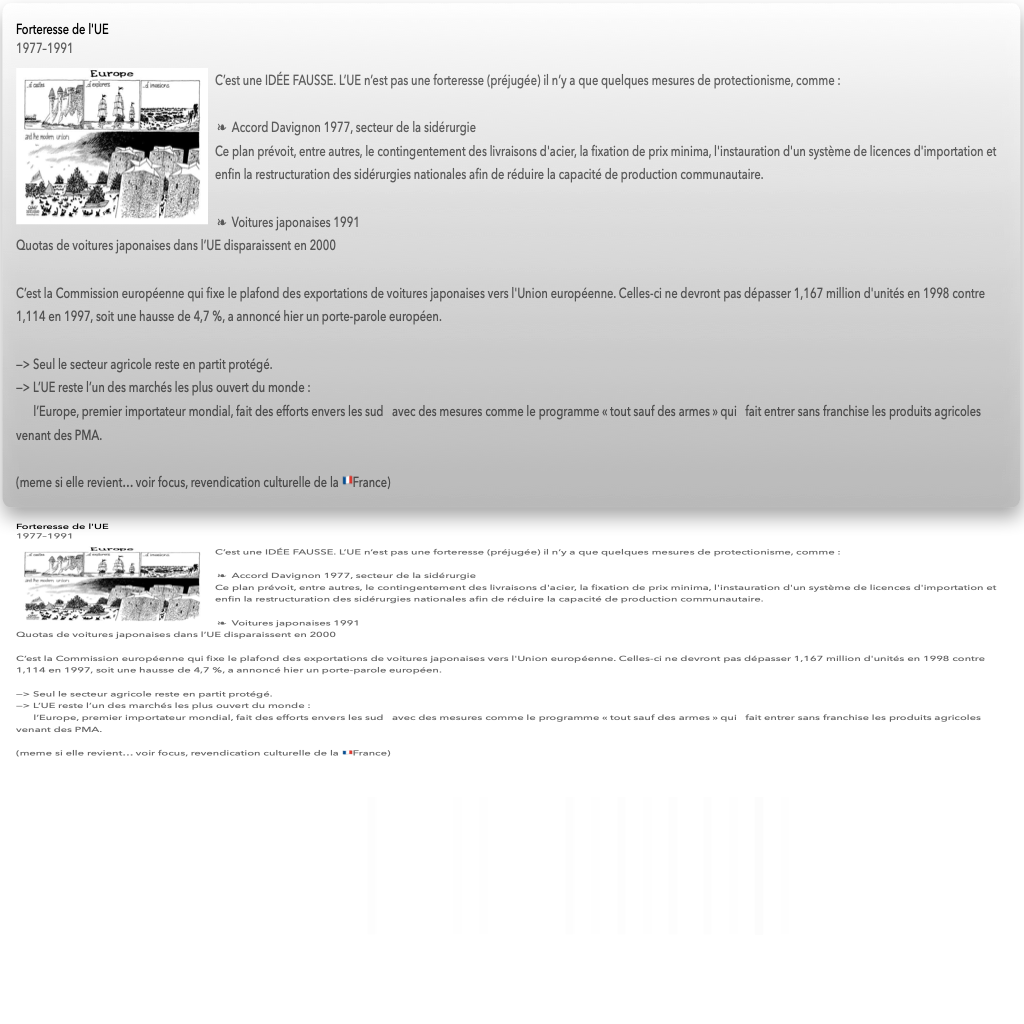 Forteresse de l'UE
1977-1991
Europe
...of castles
...of explorers
...of invasions
and the modern union
C'est une IDÉE FAUSSE. L'UE n'est pas une forteresse (préjugée) il n'y a que quelques mesures de protectionisme, comme :
❧ Accord Davignon 1977, secteur de la sidérurgie
Ce plan prévoit, entre autres, le contingentement des livraisons d'acier, la fixation de prix minima, l'instauration d'un système de licences d'importation et
enfin la restructuration des sidérurgies nationales afin de réduire la capacité de production communautaire.
❧ Voitures japonaises 1991
Quotas de voitures japonaises dans l'UE disparaissent en 2000
C'est la Commission européenne qui fixe le plafond des exportations de voitures japonaises vers l'Union européenne. Celles-ci ne devront pas dépasser 1,167 million d'unités en 1998 contre
1,114 en 1997, soit une hausse de 4,7 %, a annoncé hier un porte-parole européen.
—> Seul le secteur agricole reste en partit protégé.
—> L'UE reste l'un des marchés les plus ouvert du monde :
l'Europe, premier importateur mondial, fait des efforts envers les sud avec des mesures comme le programme « tout sauf des armes » qui fait entrer sans franchise les produits agricoles
venant des PMA.
(meme si elle revient… voir focus, revendication culturelle de la 🇫🇷France)
Forteresse de l'UE
1977-1991
Europe
...of castles
...of explorers
...of invasions
and the modern union
C'est une IDÉE FAUSSE. L'UE n'est pas une forteresse (préjugée) il n'y a que quelques mesures de protectionisme, comme :
❧ Accord Davignon 1977, secteur de la sidérurgie
Ce plan prévoit, entre autres, le contingentement des livraisons d'acier, la fixation de prix minima, l'instauration d'un système de licences d'importation et
enfin la restructuration des sidérurgies nationales afin de réduire la capacité de production communautaire.
❧ Voitures japonaises 1991
Quotas de voitures japonaises dans l'UE disparaissent en 2000
C'est la Commission européenne qui fixe le plafond des exportations de voitures japonaises vers l'Union européenne. Celles-ci ne devront pas dépasser 1,167 million d'unités en 1998 contre
1,114 en 1997, soit une hausse de 4,7 %, a annoncé hier un porte-parole européen.
—> Seul le secteur agricole reste en partit protégé.
—> L'UE reste l'un des marchés les plus ouvert du monde :
l'Europe, premier importateur mondial, fait des efforts envers les sud avec des mesures comme le programme « tout sauf des armes » qui fait entrer sans franchise les produits agricoles
venant des PMA.
(meme si elle revient… voir focus, revendication culturelle de la 🇫🇷France)